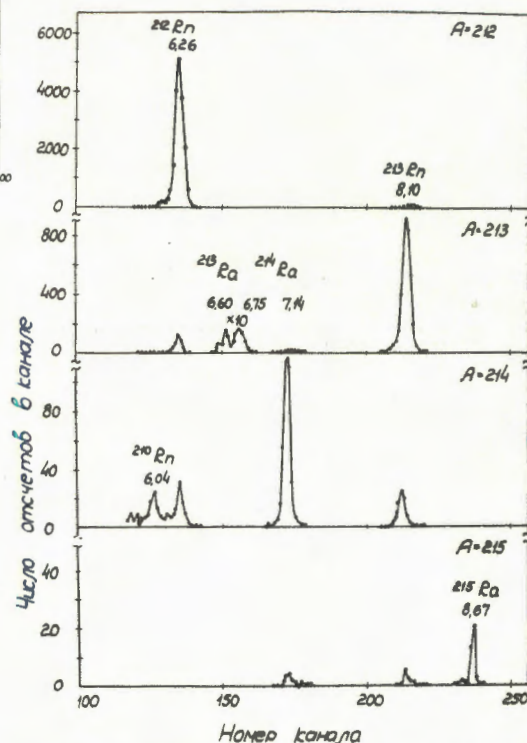 ²¹²Rn
6,26
A=212
6000
4000
2000
0
8
²¹³Rn
8,10
A=213
800
400
0
²¹³Ra ²¹⁴Ra
6,60 6,75 7,14
×10
A=214
80
40
0
²¹⁰Rn
6,04
A=215
²¹⁵Ra
8,67
40
20
0
100 150 200 250
Номер канала
Число отсчетов в канале